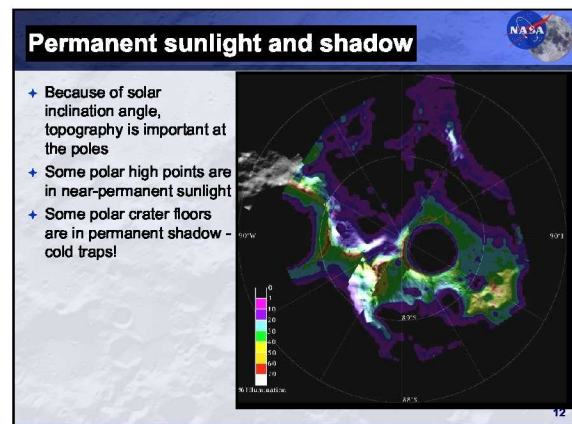 Permanent sunlight and shadow
NASA
Because of solar
inclination angle,
topography is important at
the poles
Some polar high points are
in near-permanent sunlight
Some polar crater floors
are in permanent shadow -
cold traps!
90°W
90°E
0
1
10
20
30
40
50
60
70
% Illumination
89°S
88°S
12